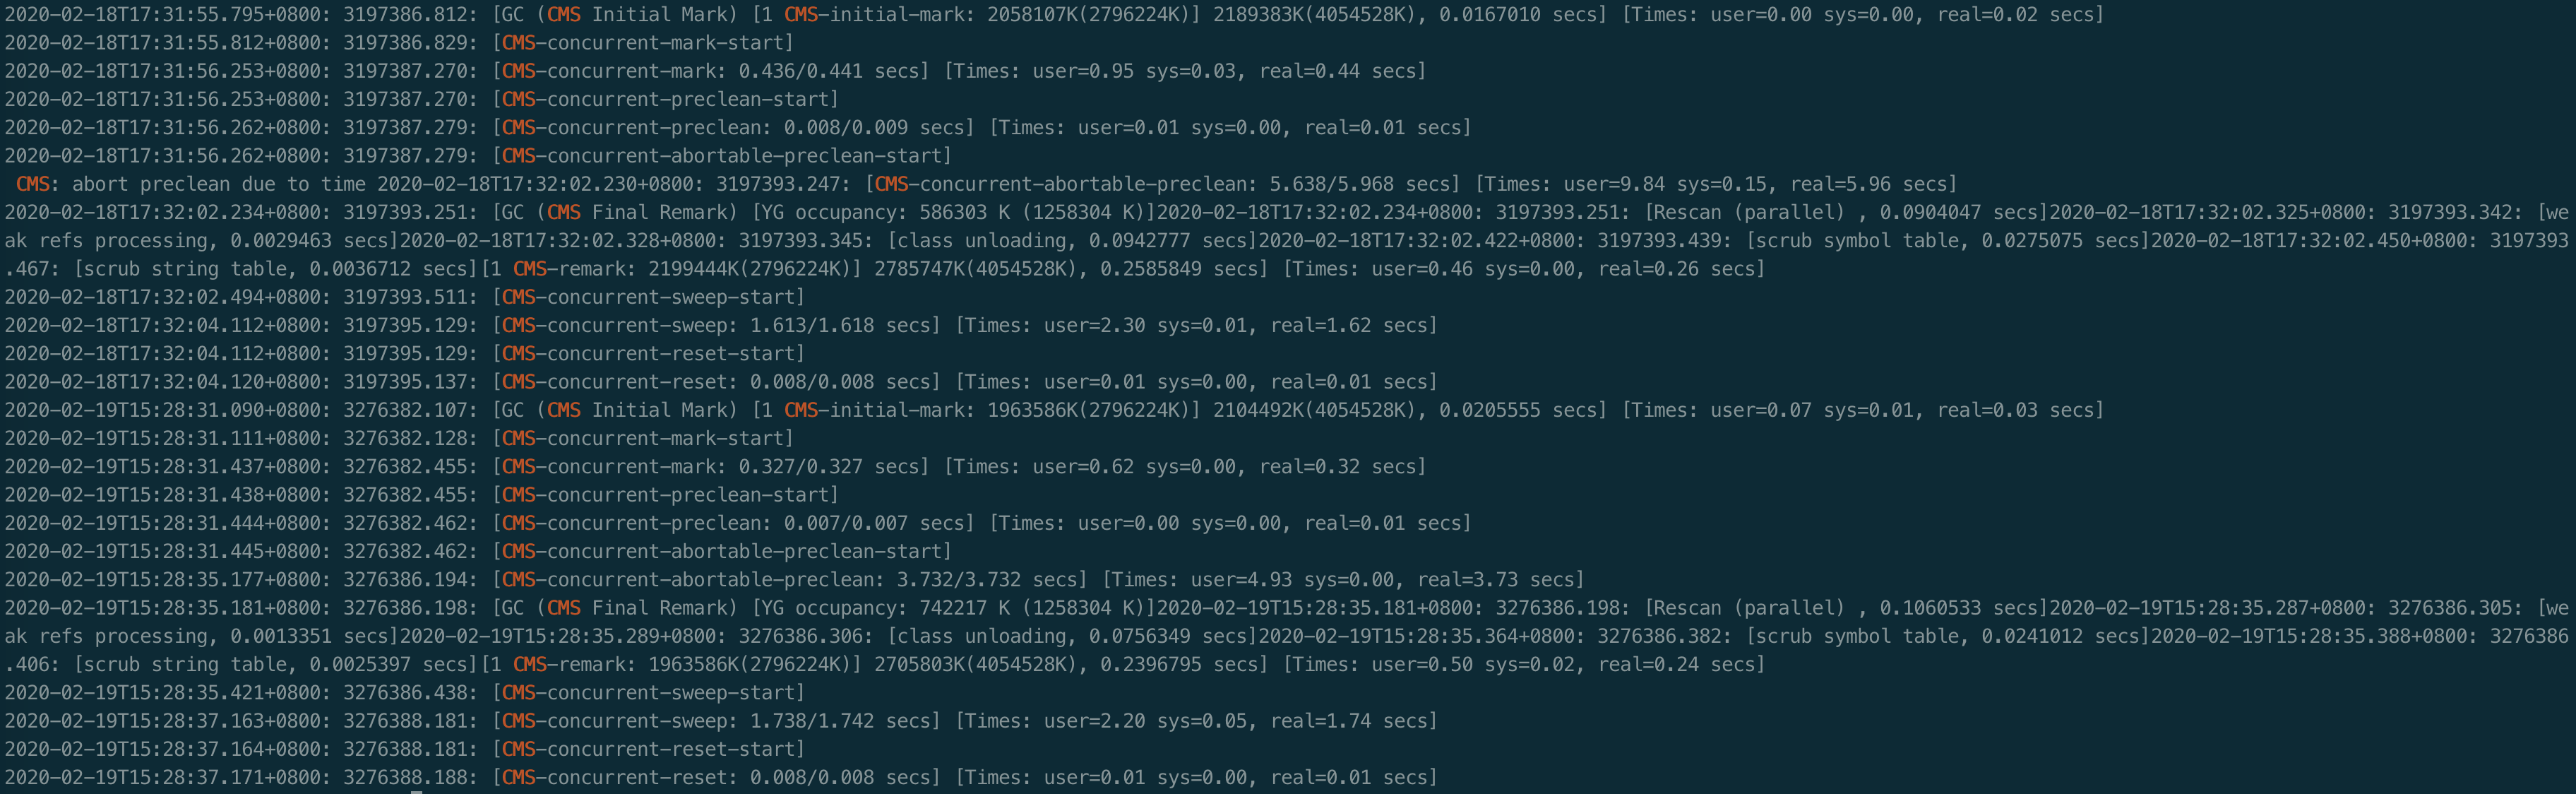 2020-02-18T17:31:55.795+0800: 3197386.812: [GC (CMS Initial Mark) [1 CMS-initial-mark: 2058107K(2796224K)] 2189383K(4054528K), 0.0167010 secs] [Times: user=0.00 sys=0.00, real=0.02 secs]
2020-02-18T17:31:55.812+0800: 3197386.829: [CMS-concurrent-mark-start]
2020-02-18T17:31:56.253+0800: 3197387.270: [CMS-concurrent-mark: 0.436/0.441 secs] [Times: user=0.95 sys=0.03, real=0.44 secs]
2020-02-18T17:31:56.253+0800: 3197387.270: [CMS-concurrent-preclean-start]
2020-02-18T17:31:56.262+0800: 3197387.279: [CMS-concurrent-preclean: 0.008/0.009 secs] [Times: user=0.01 sys=0.00, real=0.01 secs]
2020-02-18T17:31:56.262+0800: 3197387.279: [CMS-concurrent-abortable-preclean-start]
 CMS: abort preclean due to time 2020-02-18T17:32:02.230+0800: 3197393.247: [CMS-concurrent-abortable-preclean: 5.638/5.968 secs] [Times: user=9.84 sys=0.15, real=5.96 secs]
2020-02-18T17:32:02.234+0800: 3197393.251: [GC (CMS Final Remark) [YG occupancy: 586303 K (1258304 K)]2020-02-18T17:32:02.234+0800: 3197393.251: [Rescan (parallel) , 0.0904047 secs]2020-02-18T17:32:02.325+0800: 3197393.342: [we
ak refs processing, 0.0029463 secs]2020-02-18T17:32:02.328+0800: 3197393.345: [class unloading, 0.0942777 secs]2020-02-18T17:32:02.422+0800: 3197393.439: [scrub symbol table, 0.0275075 secs]2020-02-18T17:32:02.450+0800: 3197393
.467: [scrub string table, 0.0036712 secs][1 CMS-remark: 2199444K(2796224K)] 2785747K(4054528K), 0.2585849 secs] [Times: user=0.46 sys=0.00, real=0.26 secs]
2020-02-18T17:32:02.494+0800: 3197393.511: [CMS-concurrent-sweep-start]
2020-02-18T17:32:04.112+0800: 3197395.129: [CMS-concurrent-sweep: 1.613/1.618 secs] [Times: user=2.30 sys=0.01, real=1.62 secs]
2020-02-18T17:32:04.112+0800: 3197395.129: [CMS-concurrent-reset-start]
2020-02-18T17:32:04.120+0800: 3197395.137: [CMS-concurrent-reset: 0.008/0.008 secs] [Times: user=0.01 sys=0.00, real=0.01 secs]
2020-02-19T15:28:31.090+0800: 3276382.107: [GC (CMS Initial Mark) [1 CMS-initial-mark: 1963586K(2796224K)] 2104492K(4054528K), 0.0205555 secs] [Times: user=0.07 sys=0.01, real=0.03 secs]
2020-02-19T15:28:31.111+0800: 3276382.128: [CMS-concurrent-mark-start]
2020-02-19T15:28:31.437+0800: 3276382.455: [CMS-concurrent-mark: 0.327/0.327 secs] [Times: user=0.62 sys=0.00, real=0.32 secs]
2020-02-19T15:28:31.438+0800: 3276382.455: [CMS-concurrent-preclean-start]
2020-02-19T15:28:31.444+0800: 3276382.462: [CMS-concurrent-preclean: 0.007/0.007 secs] [Times: user=0.00 sys=0.00, real=0.01 secs]
2020-02-19T15:28:31.445+0800: 3276382.462: [CMS-concurrent-abortable-preclean-start]
2020-02-19T15:28:35.177+0800: 3276386.194: [CMS-concurrent-abortable-preclean: 3.732/3.732 secs] [Times: user=4.93 sys=0.00, real=3.73 secs]
2020-02-19T15:28:35.181+0800: 3276386.198: [GC (CMS Final Remark) [YG occupancy: 742217 K (1258304 K)]2020-02-19T15:28:35.181+0800: 3276386.198: [Rescan (parallel) , 0.1060533 secs]2020-02-19T15:28:35.287+0800: 3276386.305: [we
ak refs processing, 0.0013351 secs]2020-02-19T15:28:35.289+0800: 3276386.306: [class unloading, 0.0756349 secs]2020-02-19T15:28:35.364+0800: 3276386.382: [scrub symbol table, 0.0241012 secs]2020-02-19T15:28:35.388+0800: 3276386
.406: [scrub string table, 0.0025397 secs][1 CMS-remark: 1963586K(2796224K)] 2705803K(4054528K), 0.2396795 secs] [Times: user=0.50 sys=0.02, real=0.24 secs]
2020-02-19T15:28:35.421+0800: 3276386.438: [CMS-concurrent-sweep-start]
2020-02-19T15:28:37.163+0800: 3276388.181: [CMS-concurrent-sweep: 1.738/1.742 secs] [Times: user=2.20 sys=0.05, real=1.74 secs]
2020-02-19T15:28:37.164+0800: 3276388.181: [CMS-concurrent-reset-start]
2020-02-19T15:28:37.171+0800: 3276388.188: [CMS-concurrent-reset: 0.008/0.008 secs] [Times: user=0.01 sys=0.00, real=0.01 secs]